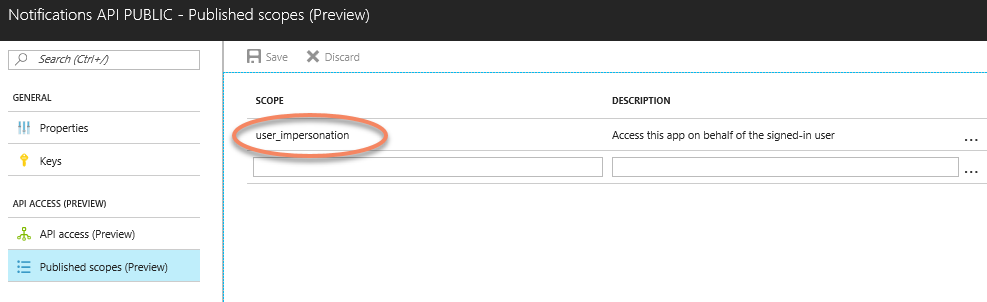 Notifications API PUBLIC - Published scopes (Preview)
Search (Ctrl+/)
Save Discard
GENERAL
Properties
Keys
API ACCESS (PREVIEW)
API access (Preview)
Published scopes (Preview)
SCOPE DESCRIPTION
user_impersonation Access this app on behalf of the signed-in user ...
...